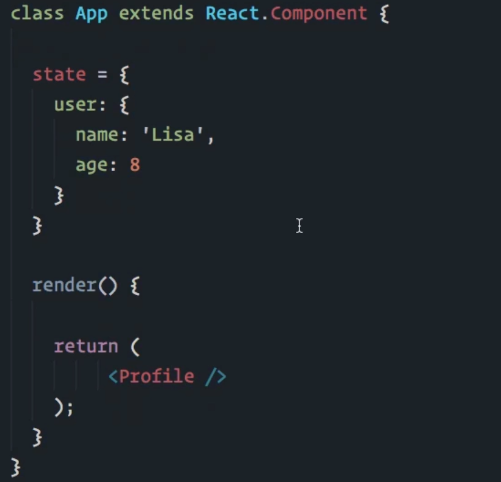 class App extends React.Component {
state = {
user: {
name: 'Lisa',
age: 8
}
}
render() {
return (
<Profile />
);
}
}